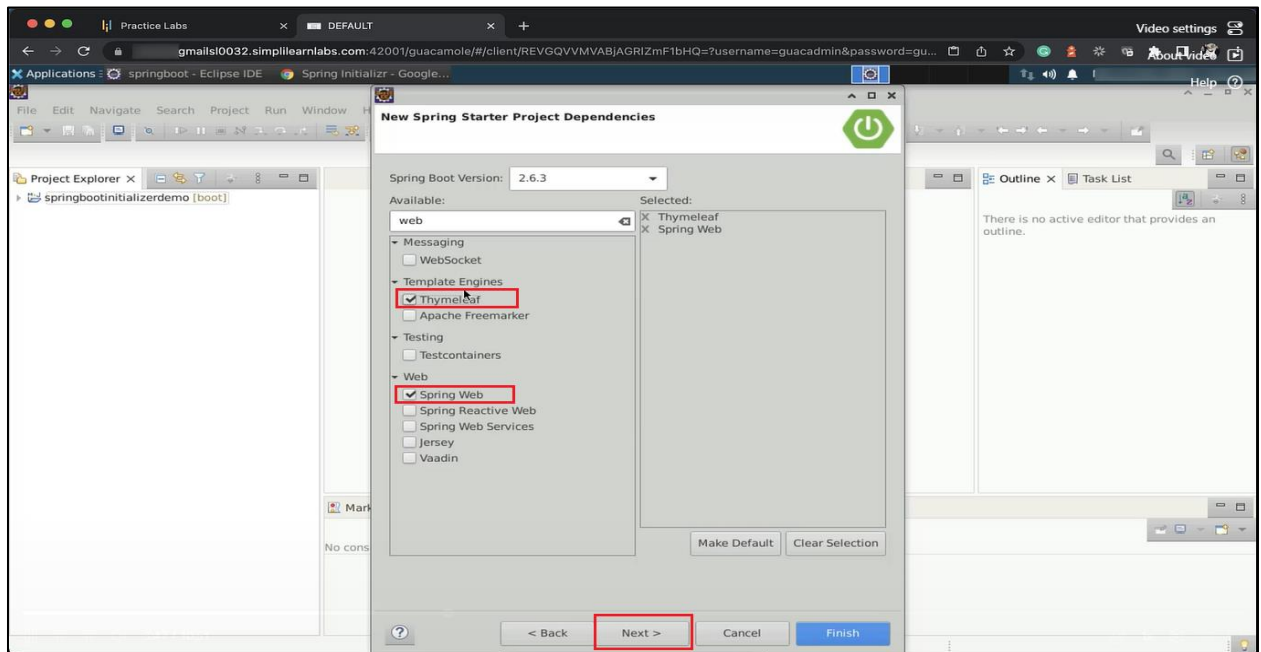 Practice Labs
DEFAULT
Video settings
gmailsl0032.simplilearnlabs.com:42001/guacamole/#/client/REVGQVVMVABjAGRIZmF1bHQ=?username=guacadmin&password=gu...
About video
Applications
springboot - Eclipse IDE
Spring Initializr - Google...
Help
File Edit Navigate Search Project Run Window
New Spring Starter Project Dependencies
Project Explorer
springbootinitializerdemo [boot]
Spring Boot Version: 2.6.3
Available:
Selected:
web
Thymeleaf
Spring Web
Messaging
WebSocket
Template Engines
Thymeleaf
Apache Freemarker
Testing
Testcontainers
Web
Spring Web
Spring Reactive Web
Spring Web Services
Jersey
Vaadin
Outline
Task List
There is no active editor that provides an
outline.
Mark
No cons
Make Default
Clear Selection
< Back
Next >
Cancel
Finish